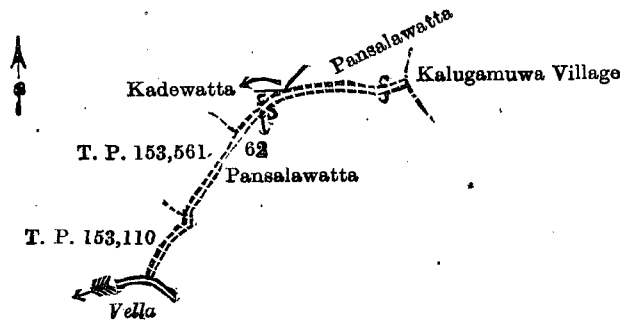 Pansalawatta
Kalugamuwa Village
Kadewatta
T. P. 153,561
62
Pansalawatta
T. P. 153,110
Vella